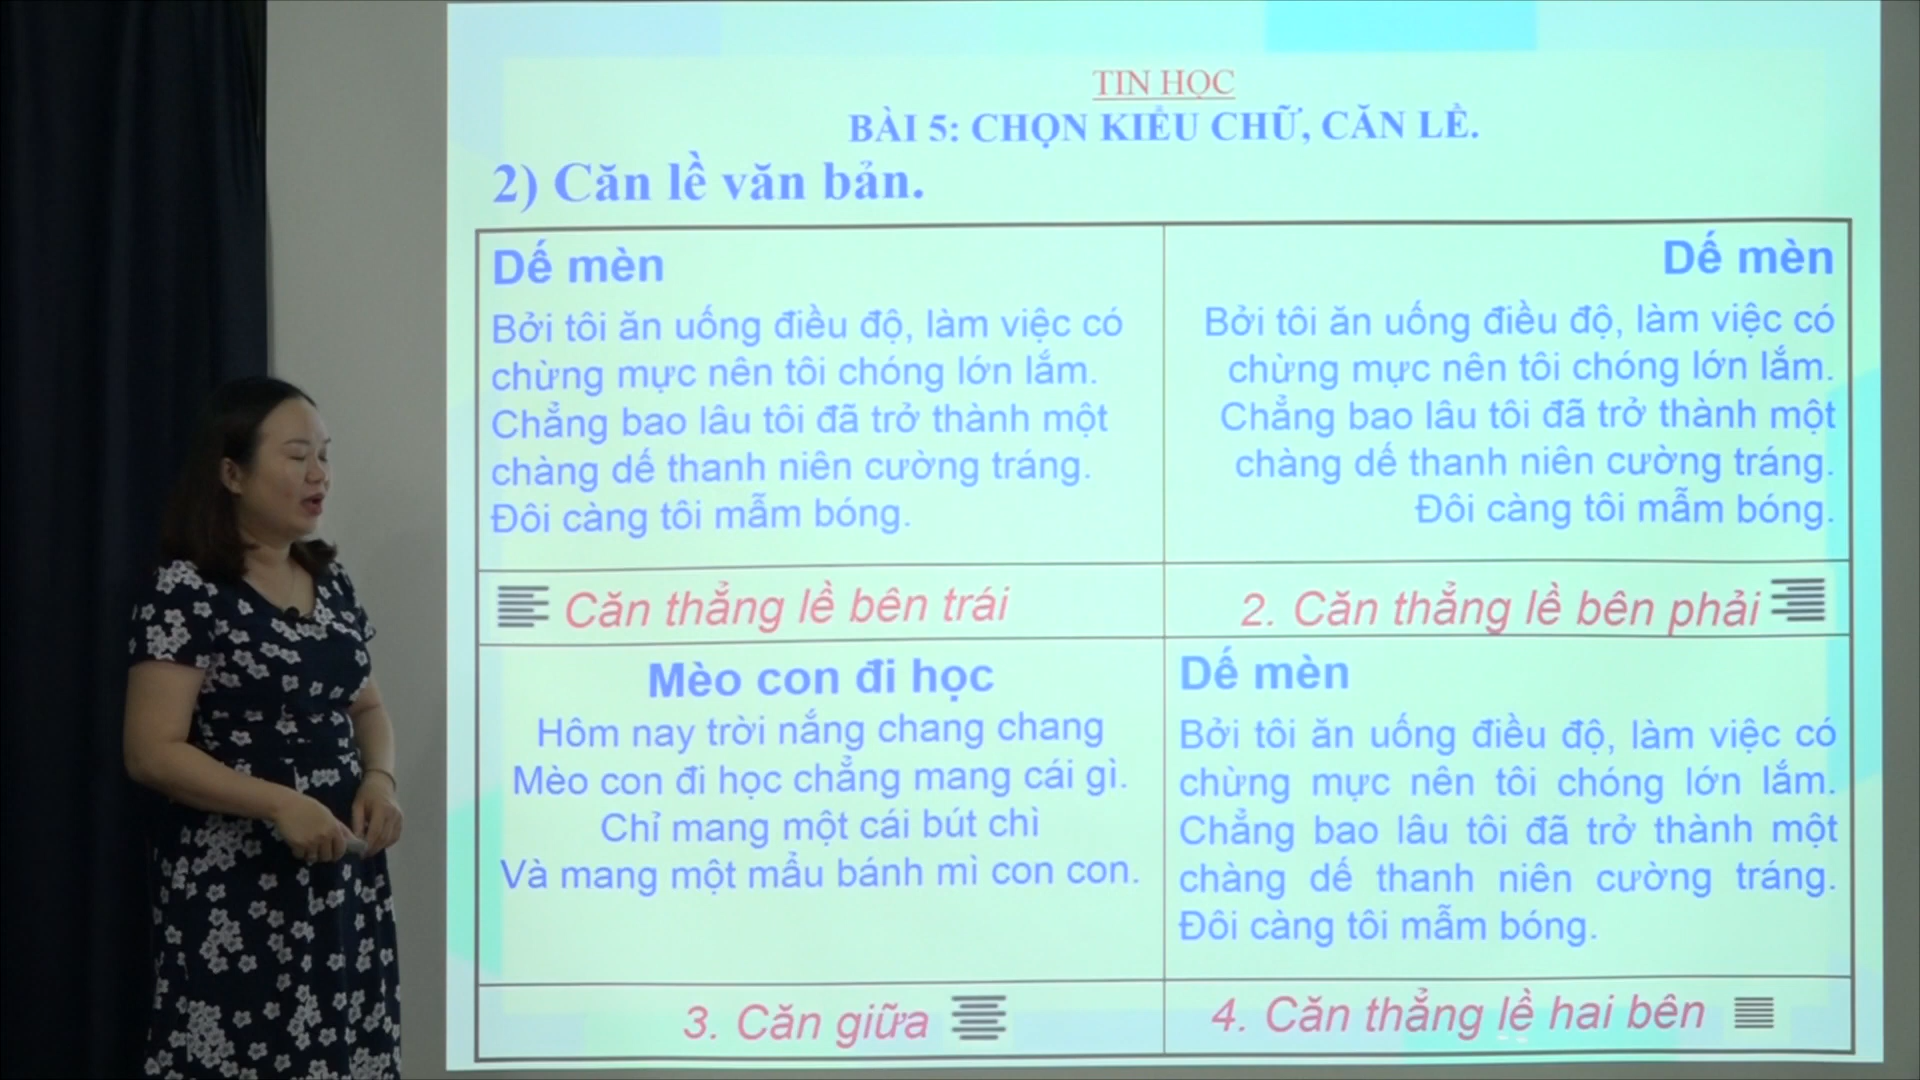 TIN HỌC
BÀI 5: CHỌN KIỂU CHỮ, CĂN LỀ.
2) Căn lề văn bản.
Dế mèn
Bởi tôi ăn uống điều độ, làm việc có
chừng mực nên tôi chóng lớn lắm.
Chẳng bao lâu tôi đã trở thành một
chàng dế thanh niên cường tráng.
Đôi càng tôi mẫm bóng.
Dế mèn
Bởi tôi ăn uống điều độ, làm việc có
chừng mực nên tôi chóng lớn lắm.
Chẳng bao lâu tôi đã trở thành một
chàng dế thanh niên cường tráng.
Đôi càng tôi mẫm bóng.
Căn thẳng lề bên trái
2. Căn thẳng lề bên phải
Mèo con đi học
Hôm nay trời nắng chang chang
Mèo con đi học chẳng mang cái gì.
Chỉ mang một cái bút chì
Và mang một mẩu bánh mì con con.
Dế mèn
Bởi tôi ăn uống điều độ, làm việc có
chừng mực nên tôi chóng lớn lắm.
Chẳng bao lâu tôi đã trở thành một
chàng dế thanh niên cường tráng.
Đôi càng tôi mẫm bóng.
3. Căn giữa
4. Căn thẳng lề hai bên